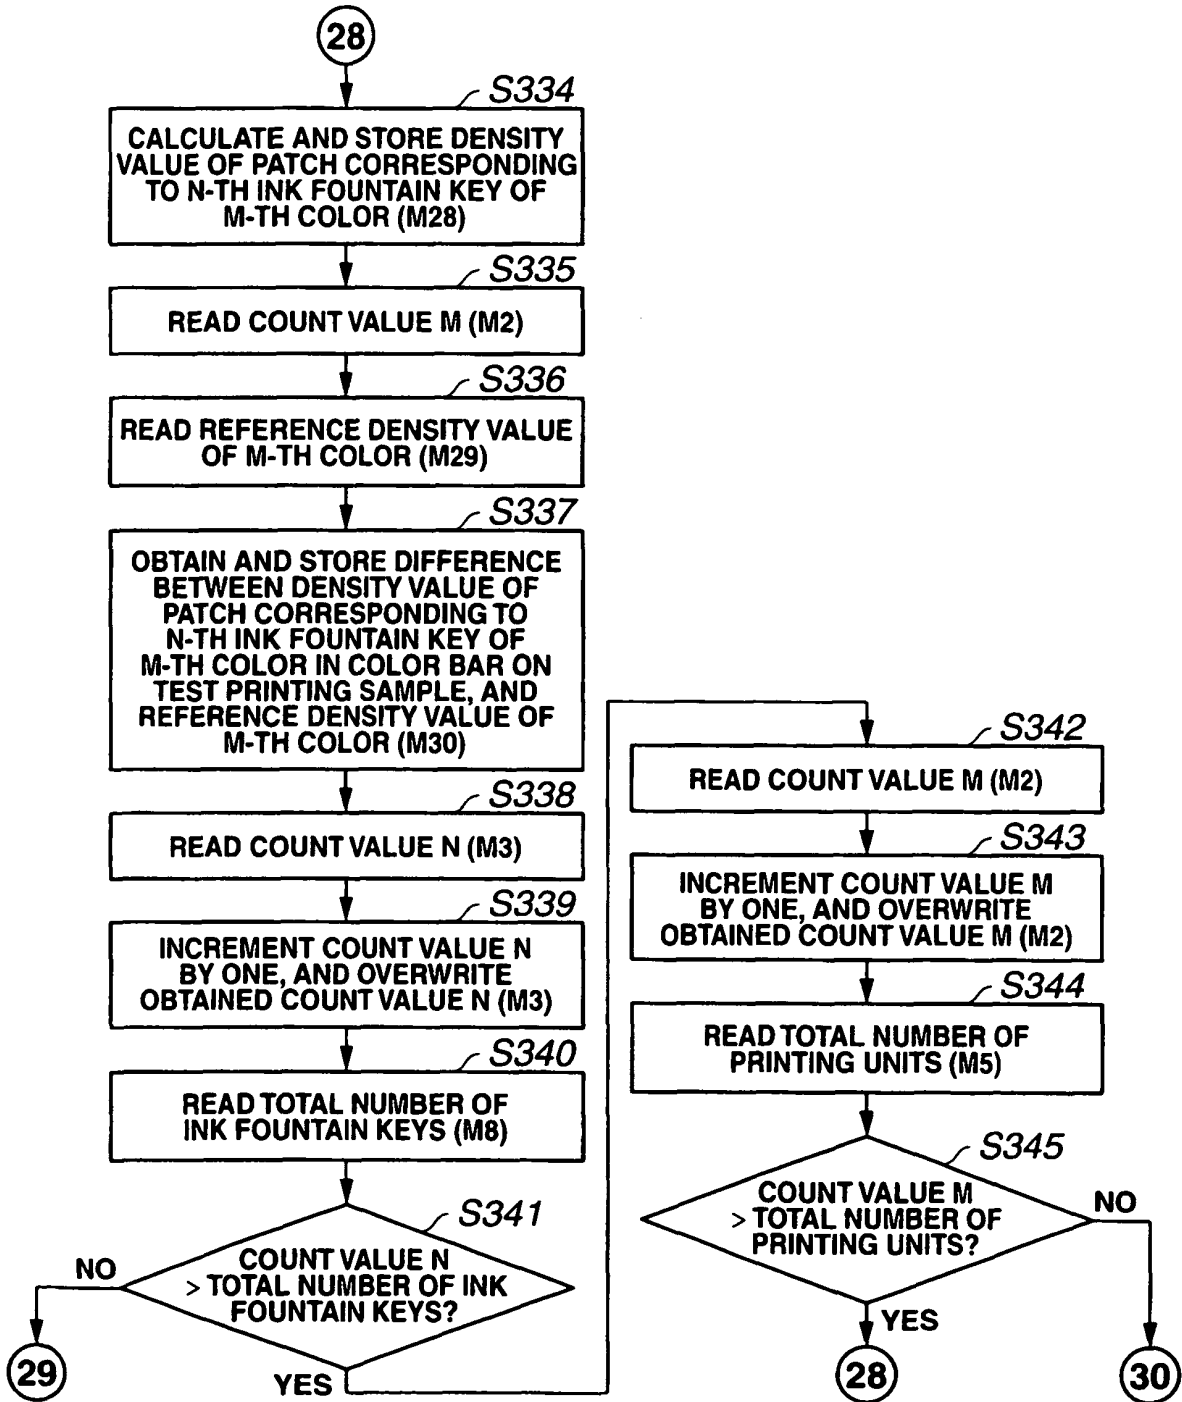 28
S334
CALCULATE AND STORE DENSITY
VALUE OF PATCH CORRESPONDING
TO N-TH INK FOUNTAIN KEY OF
M-TH COLOR (M28)
S335
READ COUNT VALUE M (M2)
S336
READ REFERENCE DENSITY VALUE
OF M-TH COLOR (M29)
S337
OBTAIN AND STORE DIFFERENCE
BETWEEN DENSITY VALUE OF
PATCH CORRESPONDING TO
N-TH INK FOUNTAIN KEY OF
M-TH COLOR IN COLOR BAR ON
TEST PRINTING SAMPLE, AND
REFERENCE DENSITY VALUE OF
M-TH COLOR (M30)
S338
READ COUNT VALUE N (M3)
S339
INCREMENT COUNT VALUE N
BY ONE, AND OVERWRITE
OBTAINED COUNT VALUE N (M3)
S340
READ TOTAL NUMBER OF
INK FOUNTAIN KEYS (M8)
S341
COUNT VALUE N
> TOTAL NUMBER OF INK
FOUNTAIN KEYS?
NO
29
YES
S342
READ COUNT VALUE M (M2)
S343
INCREMENT COUNT VALUE M
BY ONE, AND OVERWRITE
OBTAINED COUNT VALUE M (M2)
S344
READ TOTAL NUMBER OF
PRINTING UNITS (M5)
S345
COUNT VALUE M
> TOTAL NUMBER OF
PRINTING UNITS?
NO
YES
28
30